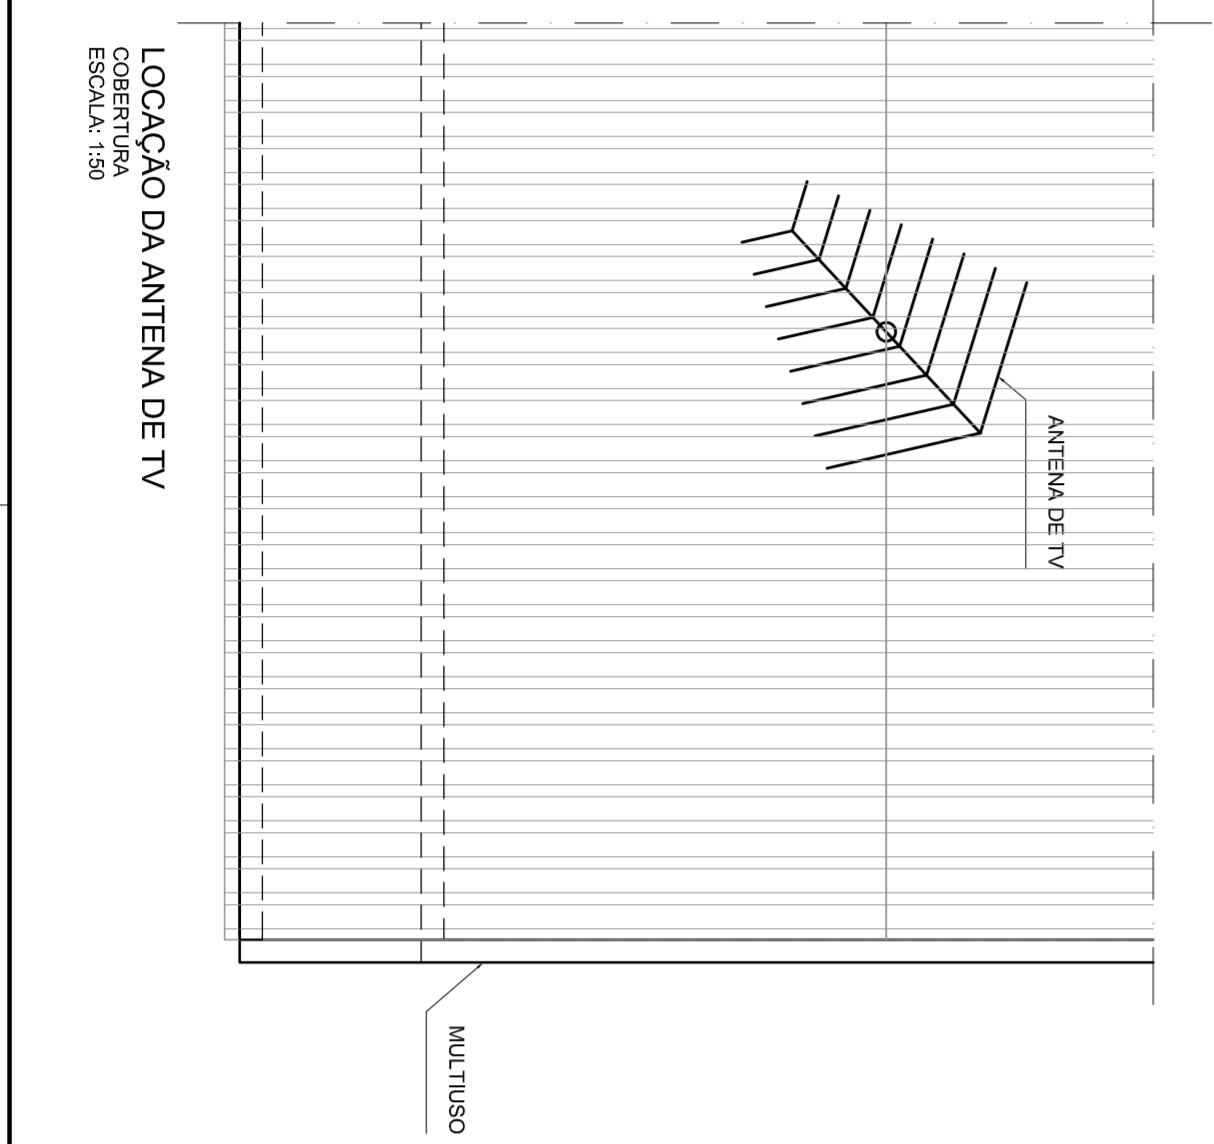 LOCAÇÃO DA ANTENA DE TV
COBERTURA
ESCALA: 1:50
ANTENA DE TV
MULTIUSO